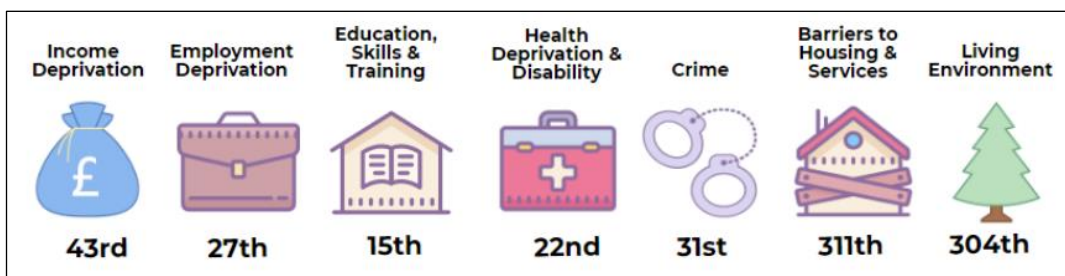 Income
Deprivation
Employment
Deprivation
Education,
Skills &
Training
Health
Deprivation &
Disability
Crime
Barriers to
Housing &
Services
Living
Environment
£
43rd
27th
15th
22nd
31st
311th
304th